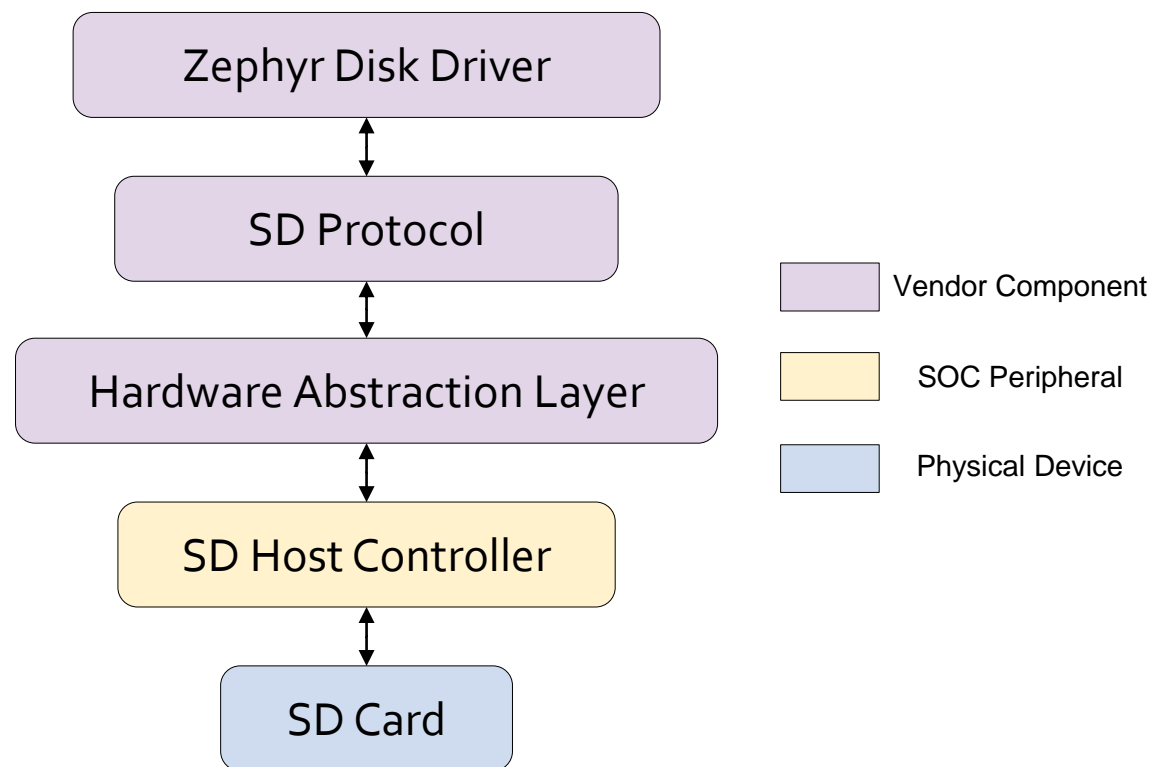 Zephyr Disk Driver
SD Protocol
Hardware Abstraction Layer
SD Host Controller
SD Card
Vendor Component
SOC Peripheral
Physical Device